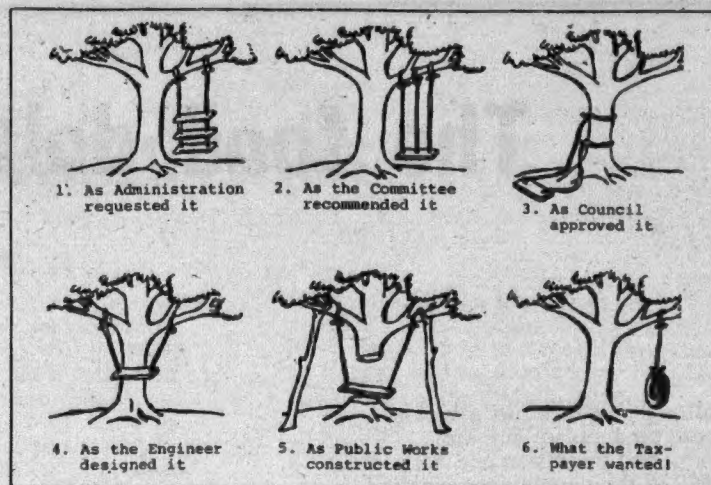 1. As Administration
requested it
2. As the Committee
recommended it
3. As Council
approved it
4. As the Engineer
designed it
5. As Public Works
constructed it
6. What the Tax-
payer wanted!